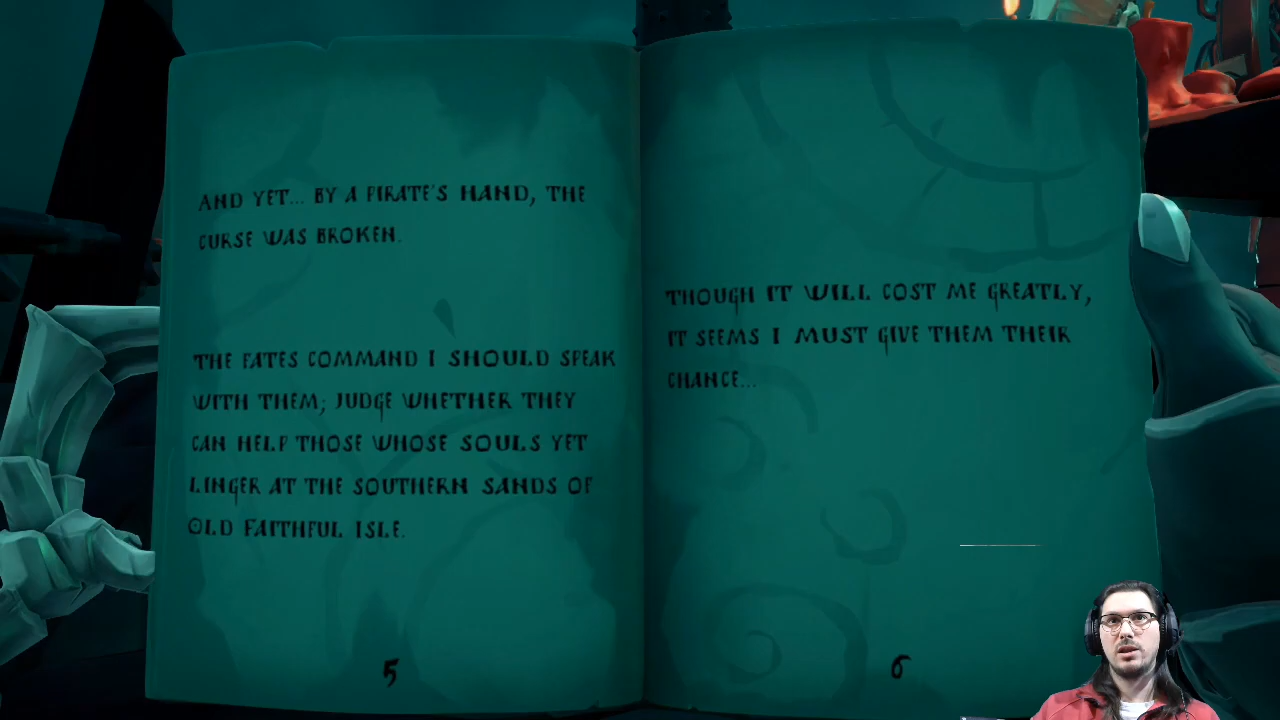 AND YET... BY A PIRATE'S HAND, THE
CURSE WAS BROKEN.
THE FATES COMMAND I SHOULD SPEAK
WITH THEM; JUDGE WHETHER THEY
CAN HELP THOSE WHOSE SOULS YET
LINGER AT THE SOUTHERN SANDS OF
OLD FAITHFUL ISLE.
5
THOUGH IT WILL COST ME GREATLY,
IT SEEMS I MUST GIVE THEM THEIR
CHANCE...
6